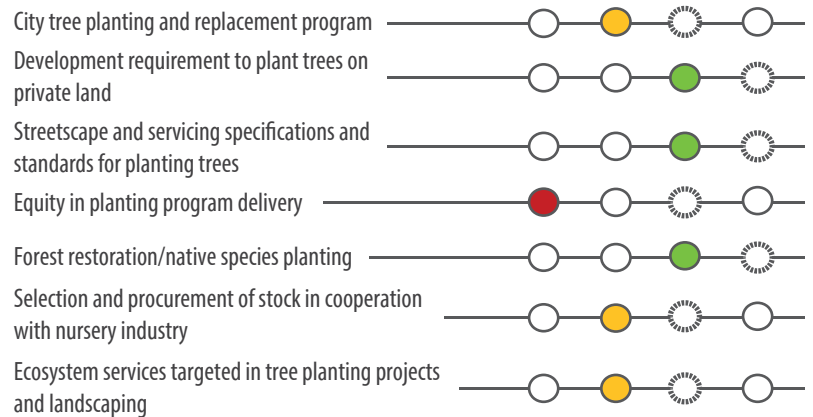 City tree planting and replacement program
Development requirement to plant trees on
private land
Streetscape and servicing specifications and
standards for planting trees
Equity in planting program delivery
Forest restoration/native species planting
Selection and procurement of stock in cooperation
with nursery industry
Ecosystem services targeted in tree planting projects
and landscaping